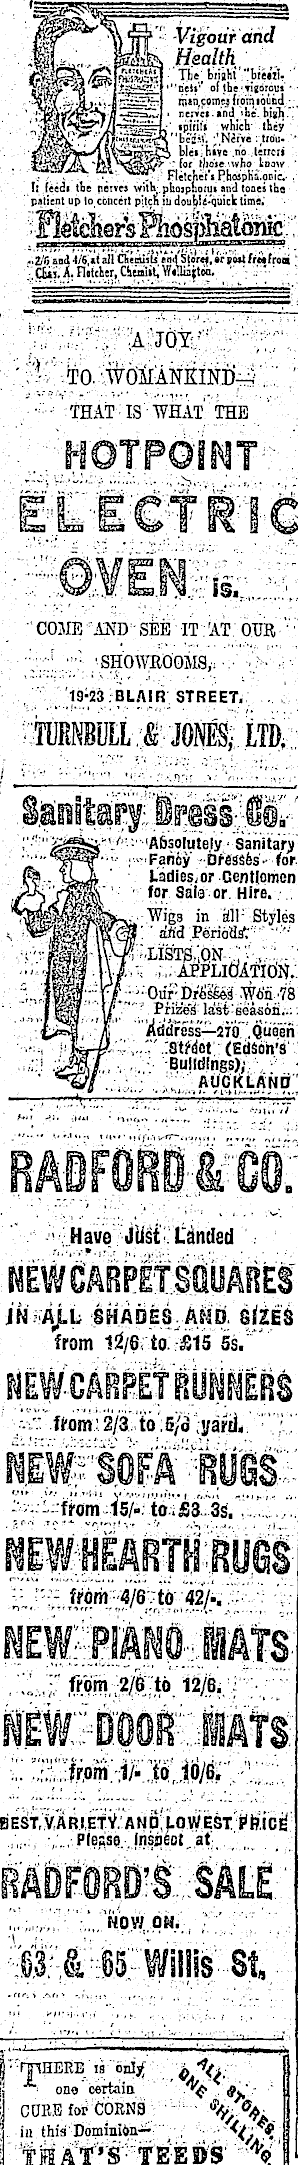 Vigour and
Health
The bright "breezi-
ness" of the vigorous
man comes from sound
nerves and the high
spirits which they
beget. Nerve trou-
bles have no terrors
for those who know
Fletcher's Phosphatonic.
It feeds the nerves with phosphorus and tones the
patient up to concert pitch in double-quick time.
Fletcher's Phosphatonic
2/6 and 4/6, at all Chemists and Stores, or post free from
Chas. A. Fletcher, Chemist, Wellington.
A JOY
TO WOMANKIND—
THAT IS WHAT THE
HOTPOINT
ELECTRIC
OVEN is.
COME AND SEE IT AT OUR
SHOWROOMS,
19-23 BLAIR STREET.
TURNBULL & JONES, LTD.
Sanitary Dress Co.
Absolutely Sanitary
Fancy Dresses for
Ladies or Gentlemen
for Sale or Hire.
Wigs in all Styles
and Periods.
LISTS ON
APPLICATION.
Our Dresses Won 78
Prizes last season.
Address—270 Queen
Street (Edson's
Buildings),
AUCKLAND
RADFORD & CO.
Have Just Landed
NEW CARPET SQUARES
IN ALL SHADES AND SIZES
from 12/6 to £15 5s.
NEW CARPET RUNNERS
from 2/3 to yard.
NEW SOFA RUGS
from 15/- to £3 3s.
NEW HEARTH RUGS
from 4/6 to 42/-.
NEW PIANO MATS
from 2/6 to 12/6.
NEW DOOR MATS
from 1/- to 10/6.
BEST VARIETY AND LOWEST PRICE
Please Inspect at
RADFORD'S SALE
NOW ON.
63 & 65 Willis St.
THERE is only
one certain
CURE for CORNS
in this Dominion—
THAT'S TEEDS
ALL STORES.
ONE SHILLING.